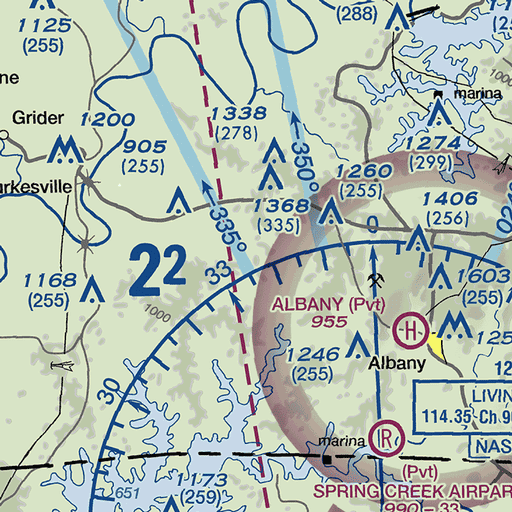 1125
(255)
(288)
1000
marina
Grider
1200
905
(255)
1338
(278)
1274
(299)
350°
1260
(255)
1368
(335)
1406
(256)
335°
0
22
33
1168
(255)
1000
1603
(255)
ALBANY (Pvt)
955
H
1246
(255)
Albany
30
LIVIN
114.35 Ch 9
NAS
marina
R
(Pvt)
SPRING CREEK AIRPAR
990 - 33
1173
(259)
651